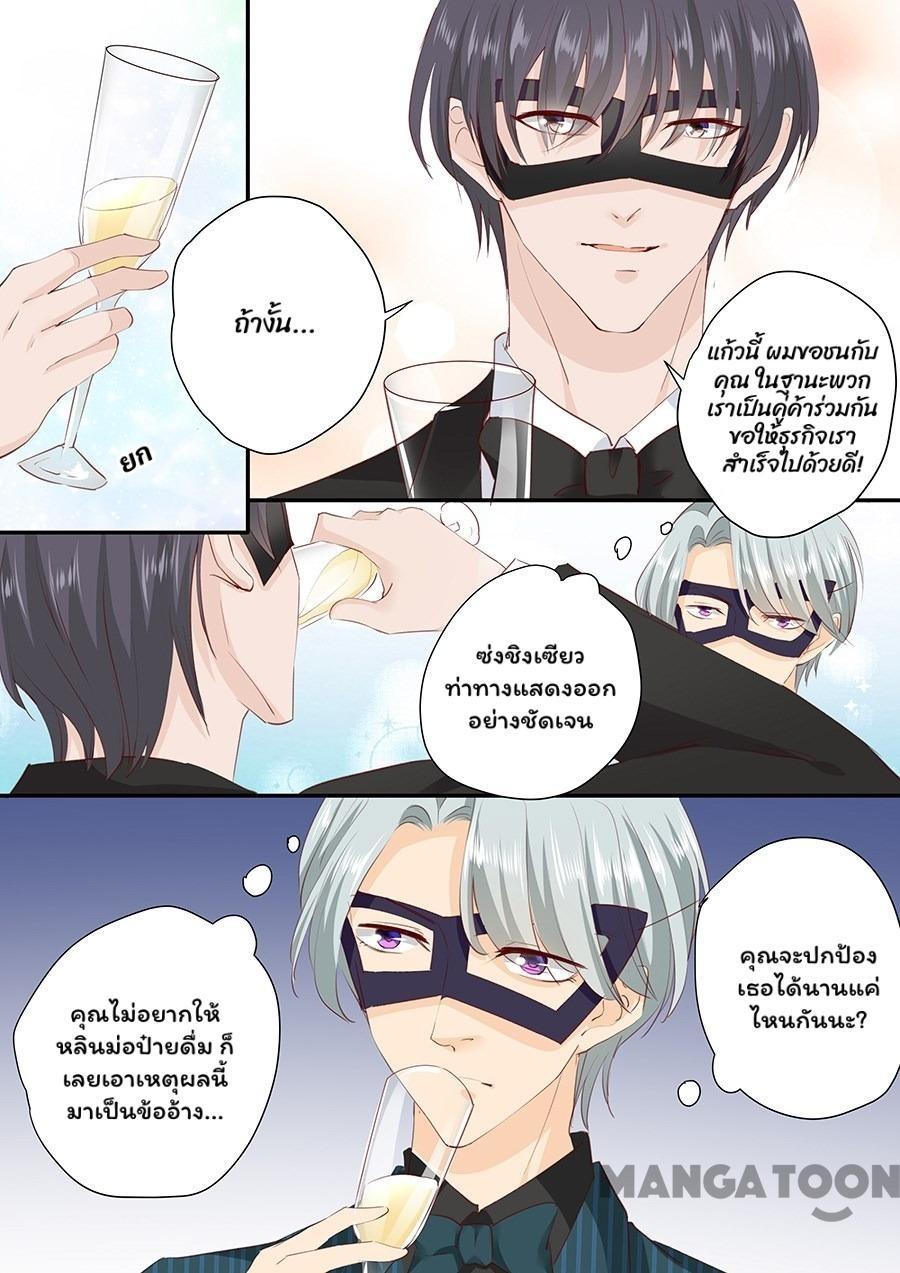 ถ้างั้น...
ยก
แก้วนี้ ผมขอชนกับ
คุณ ในฐานะพวก
เราเป็นคู่ค้าร่วมกัน
ขอให้ธุรกิจเรา
สำเร็จไปด้วยดี!
ซ่งชิงเซียว
ท่าทางแสดงออก
อย่างชัดเจน
คุณไม่อยากให้
หลินม่อป๋ายดื่ม ก็
เลยเอาเหตุผลนี้
มาเป็นข้ออ้าง...
คุณจะปกป้อง
เธอได้นานแค่
ไหนกันนะ?
MANGATOON